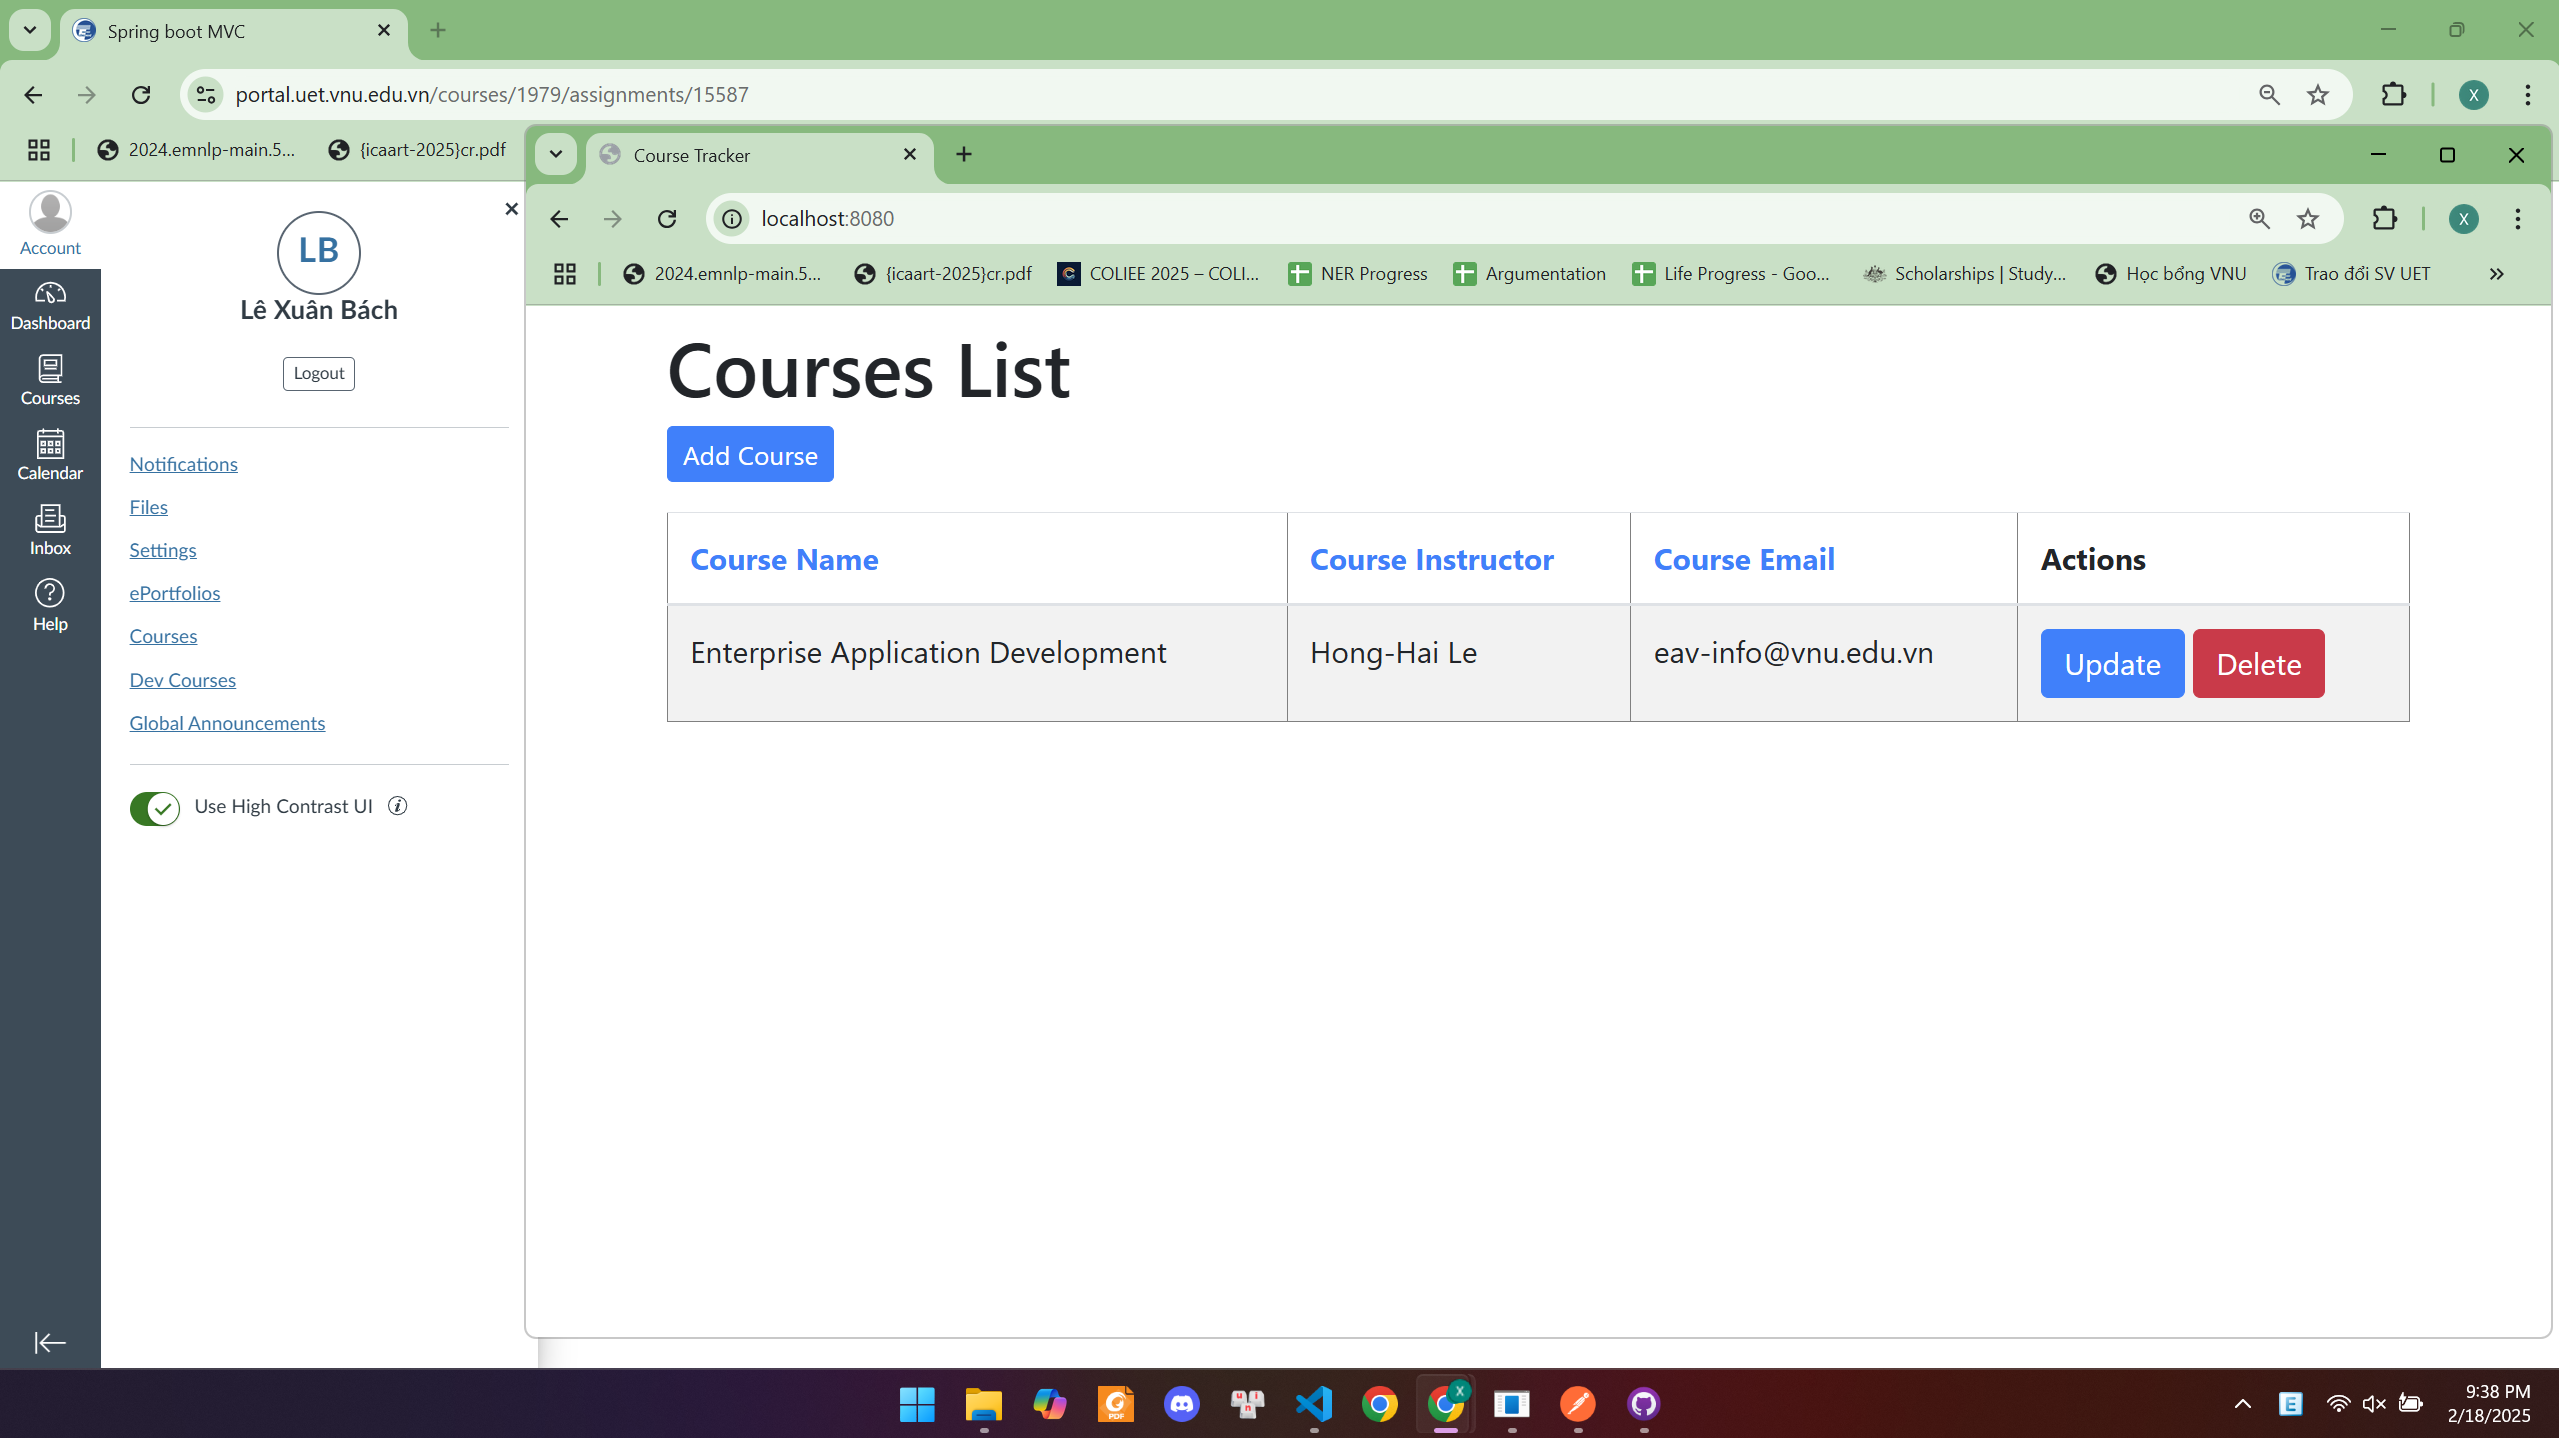 Spring boot MVC
portal.uet.vnu.edu.vn/courses/1979/assignments/15587
X
2024.emnlp-main.5...
{icaart-2025}cr.pdf
Account
Dashboard
Courses
Calendar
Inbox
Help
LB
Lê Xuân Bách
Logout
Notifications
Files
Settings
ePortfolios
Courses
Dev Courses
Global Announcements
Use High Contrast UI
Course Tracker
localhost:8080
X
2024.emnlp-main.5...
{icaart-2025}cr.pdf
COLIEE 2025 – COLI...
NER Progress
Argumentation
Life Progress - Goo...
Scholarships | Study...
Học bổng VNU
Trao đổi SV UET
Courses List
Add Course
Course Name Course Instructor Course Email Actions
Enterprise Application Development Hong-Hai Le eav-info@vnu.edu.vn Update Delete
PDF
u i n
X
E
9:38 PM
2/18/2025